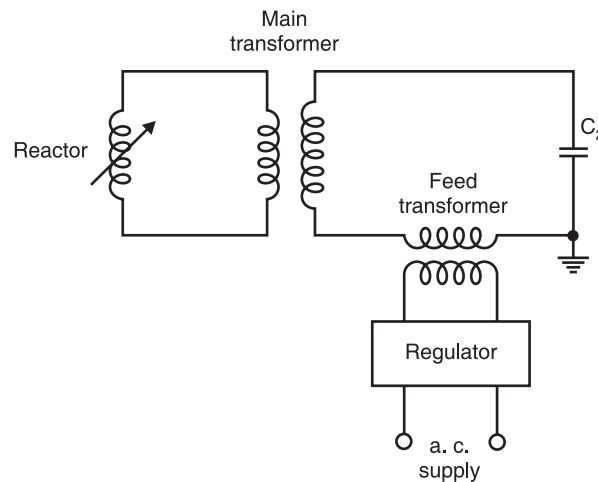 Main
transformer
Reactor
C
Feed
transformer
Regulator
a. c.
supply